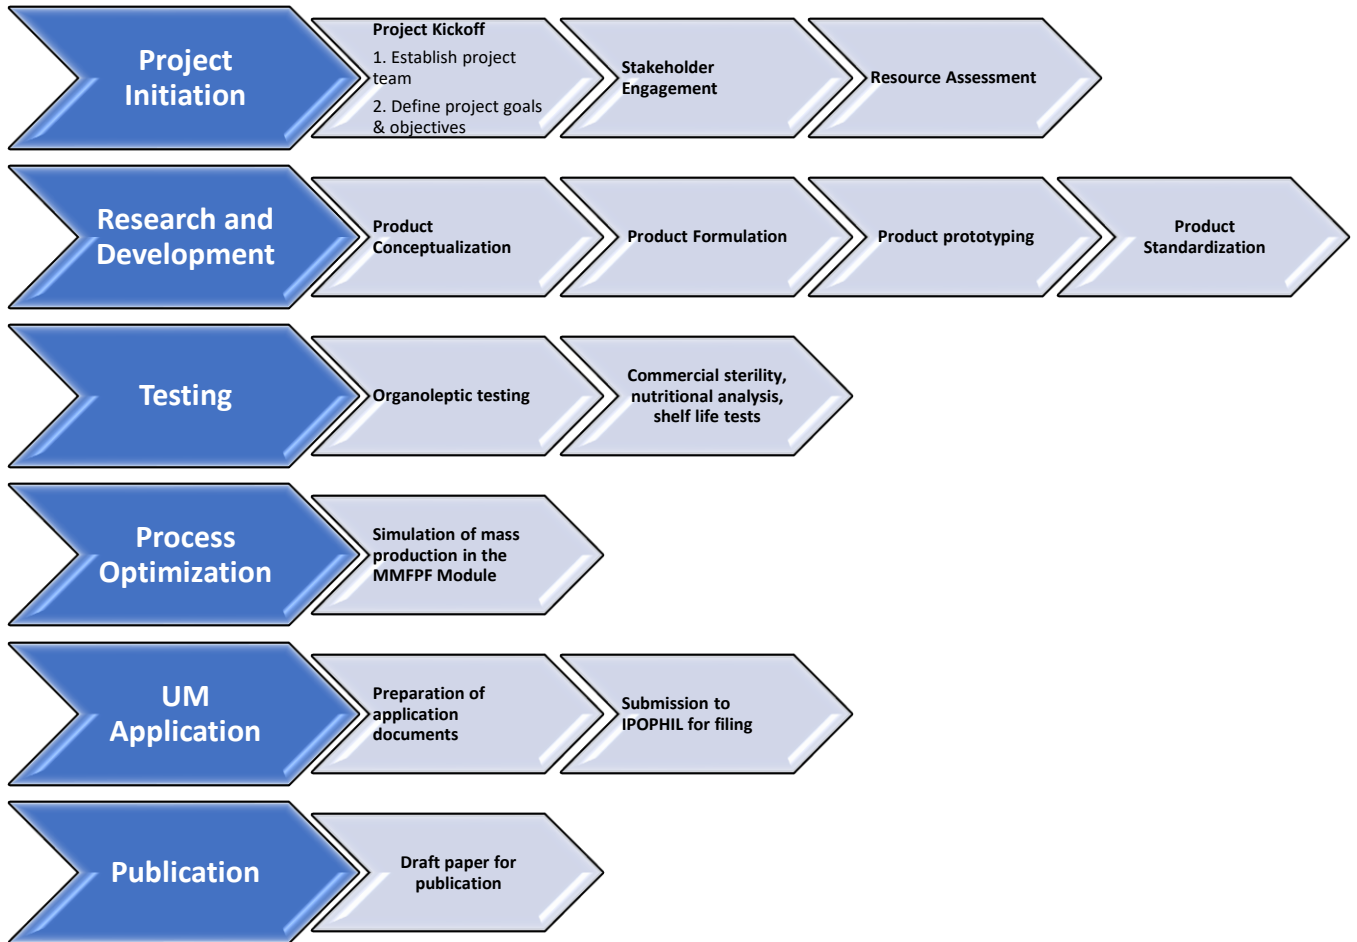 Project
Initiation
Project Kickoff
1. Establish project
team
2. Define project goals
& objectives
Stakeholder
Engagement
Resource Assessment
Research and
Development
Product
Conceptualization
Product Formulation
Product prototyping
Product
Standardization
Testing
Organoleptic testing
Commercial sterility,
nutritional analysis,
shelf life tests
Process
Optimization
Simulation of mass
production in the
MMFPF Module
UM
Application
Preparation of
application
documents
Submission to
IPOPHIL for filing
Publication
Draft paper for
publication